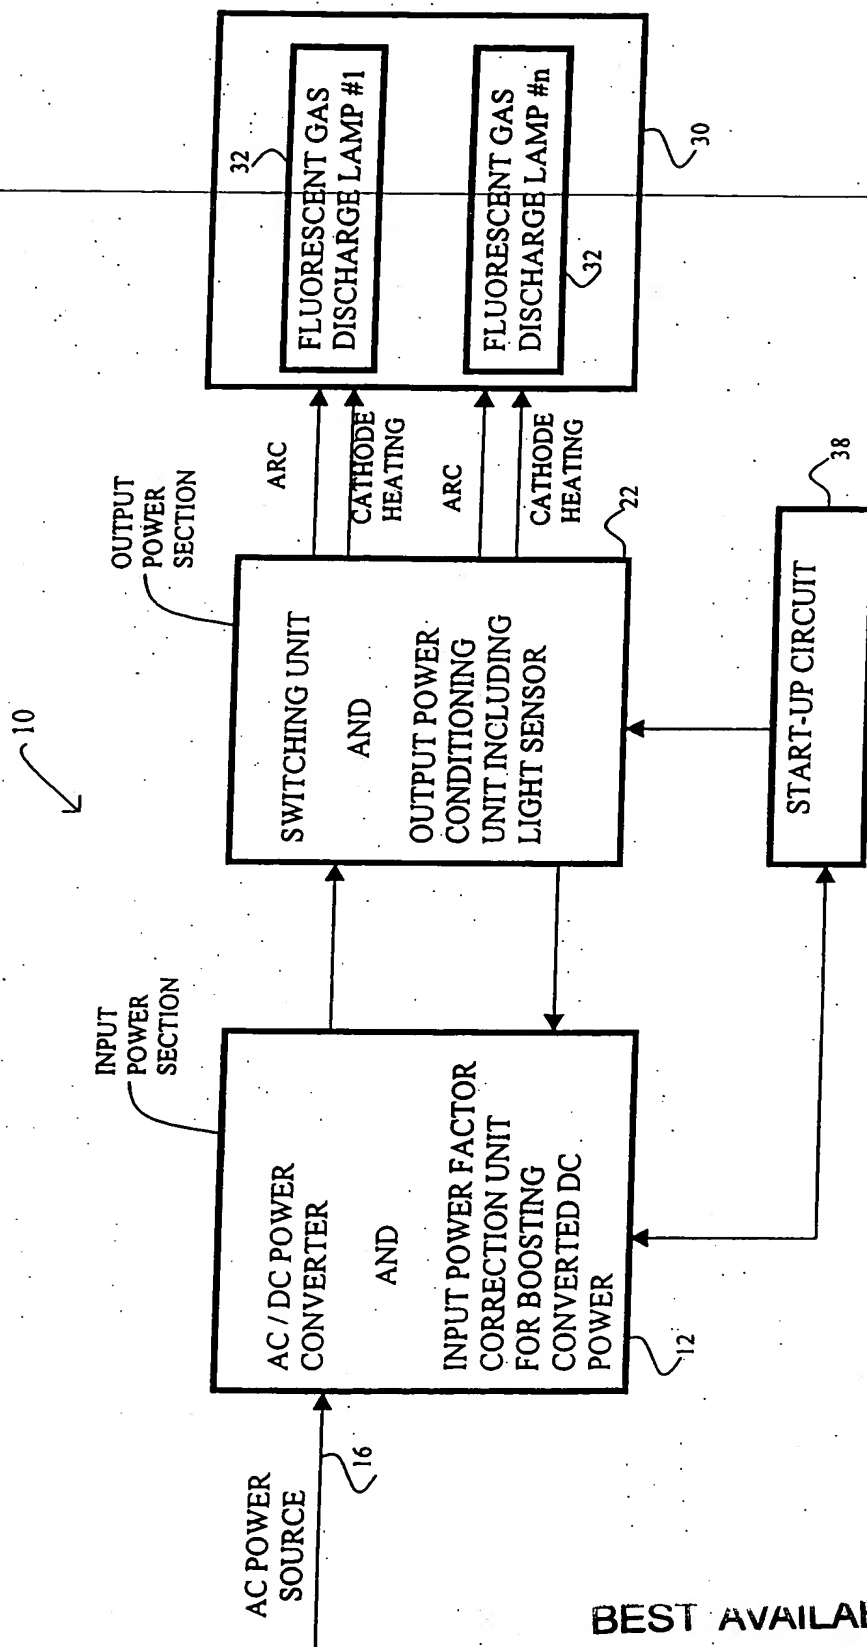 10
AC POWER
SOURCE
16
INPUT
POWER
SECTION
AC / DC POWER
CONVERTER
AND
INPUT POWER FACTOR
CORRECTION UNIT
FOR BOOSTING
CONVERTED DC
POWER
12
OUTPUT
POWER
SECTION
SWITCHING UNIT
AND
OUTPUT POWER
CONDITIONING
UNIT INCLUDING
LIGHT SENSOR
22
ARC
CATHODE
HEATING
ARC
CATHODE
HEATING
32
FLUORESCENT GAS
DISCHARGE LAMP #1
FLUORESCENT GAS
DISCHARGE LAMP #n
32
30
START-UP CIRCUIT
38
BEST